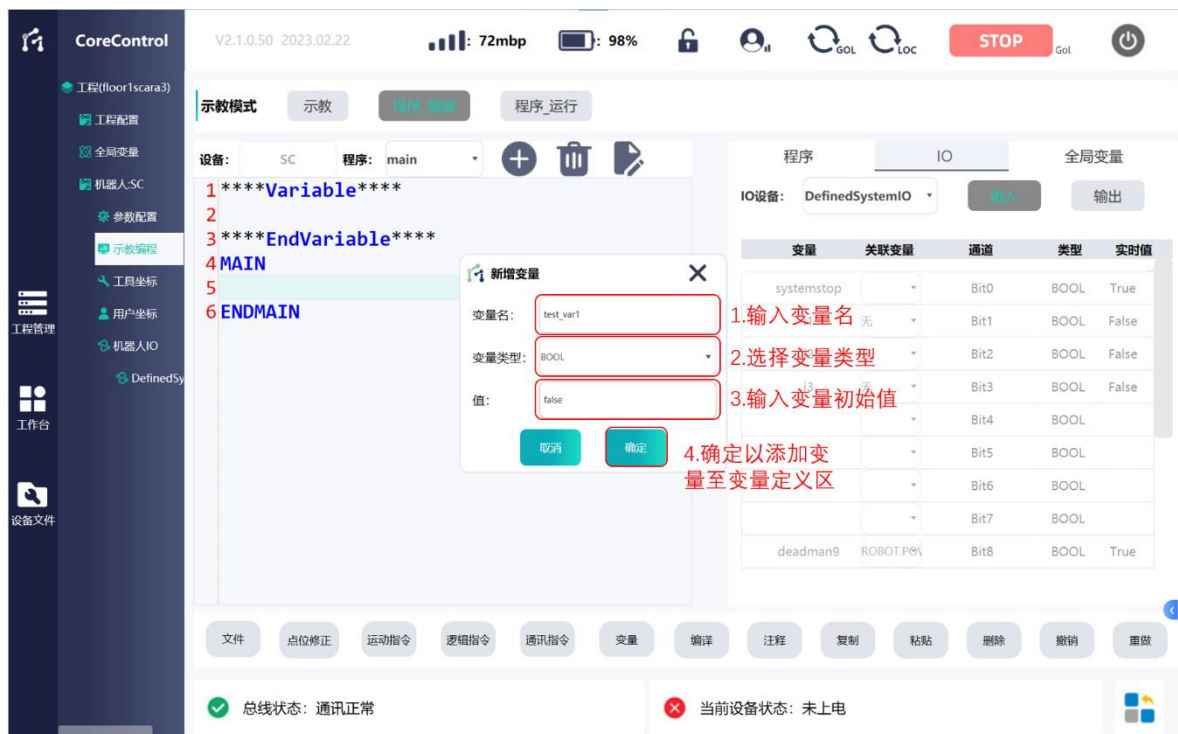 CoreControl
V2.1.0.50 2023.02.22
: 72mbp
: 98%
GOL
LOC
STOP
Gol
工程(floor1scara3)
工程配置
全局变量
机器人:SC
参数配置
示教编程
工具坐标
用户坐标
机器人IO
DefinedSy
工程管理
工作台
设备文件
示教模式
示教
程序_编辑
程序_运行
设备: SC 程序: main
1 ****Variable****
2
3 ****EndVariable****
4 MAIN
5
6 ENDMAIN
新增变量
变量名: test_var1
变量类型: BOOL
值: false
取消 确定
1.输入变量名
2.选择变量类型
3.输入变量初始值
4.确定以添加变
量至变量定义区
程序 IO 全局变量
IO设备: DefinedSystemIO 输入 输出
变量 关联变量 通道 类型 实时值
systemstop Bit0 BOOL True
无 Bit1 BOOL False
Bit2 BOOL False
i3 无 Bit3 BOOL False
Bit4 BOOL
Bit5 BOOL
Bit6 BOOL
Bit7 BOOL
deadman9 ROBOT.POW Bit8 BOOL True
文件 点位修正 运动指令 逻辑指令 通讯指令 变量 编译 注释 复制 粘贴 删除 撤销 重做
总线状态: 通讯正常
当前设备状态: 未上电